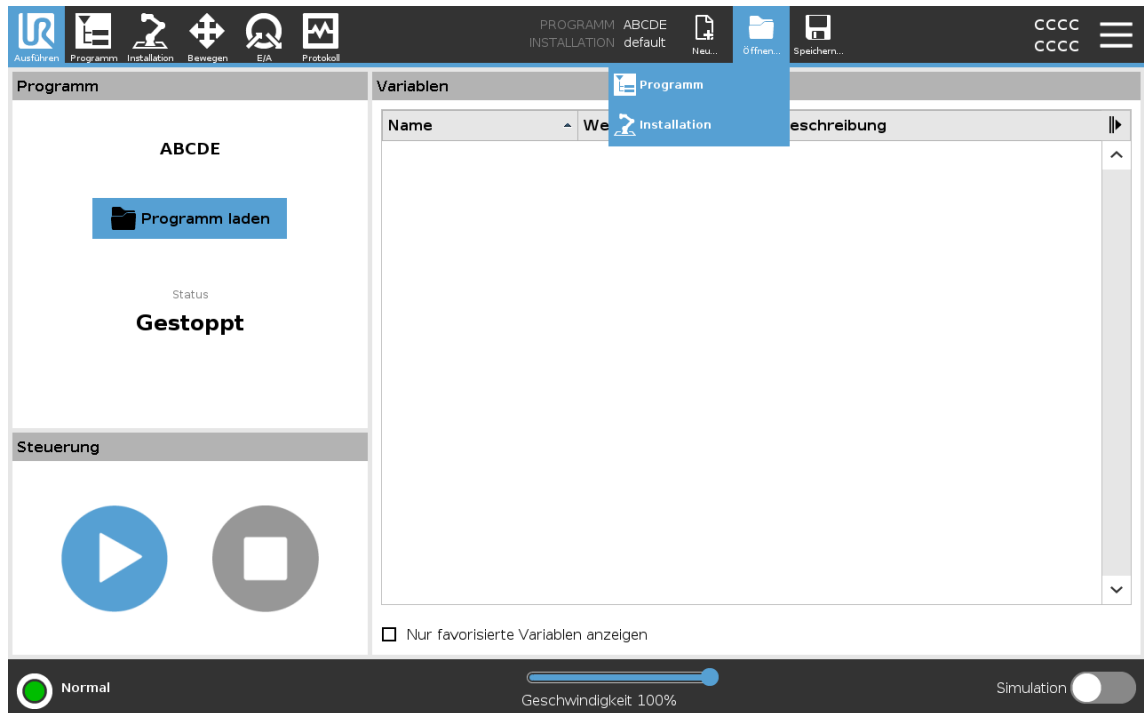 PROGRAMM ABCDE
INSTALLATION default
CCCC
CCCC
Ausführen Programm Installation Bewegen E/A Protokoll Neu... Öffnen... Speichern...
Programm
Installation
Programm
ABCDE
Programm laden
Status
Gestoppt
Variablen
Name We eschreibung
Steuerung
Nur favorisierte Variablen anzeigen
Normal
Geschwindigkeit 100%
Simulation